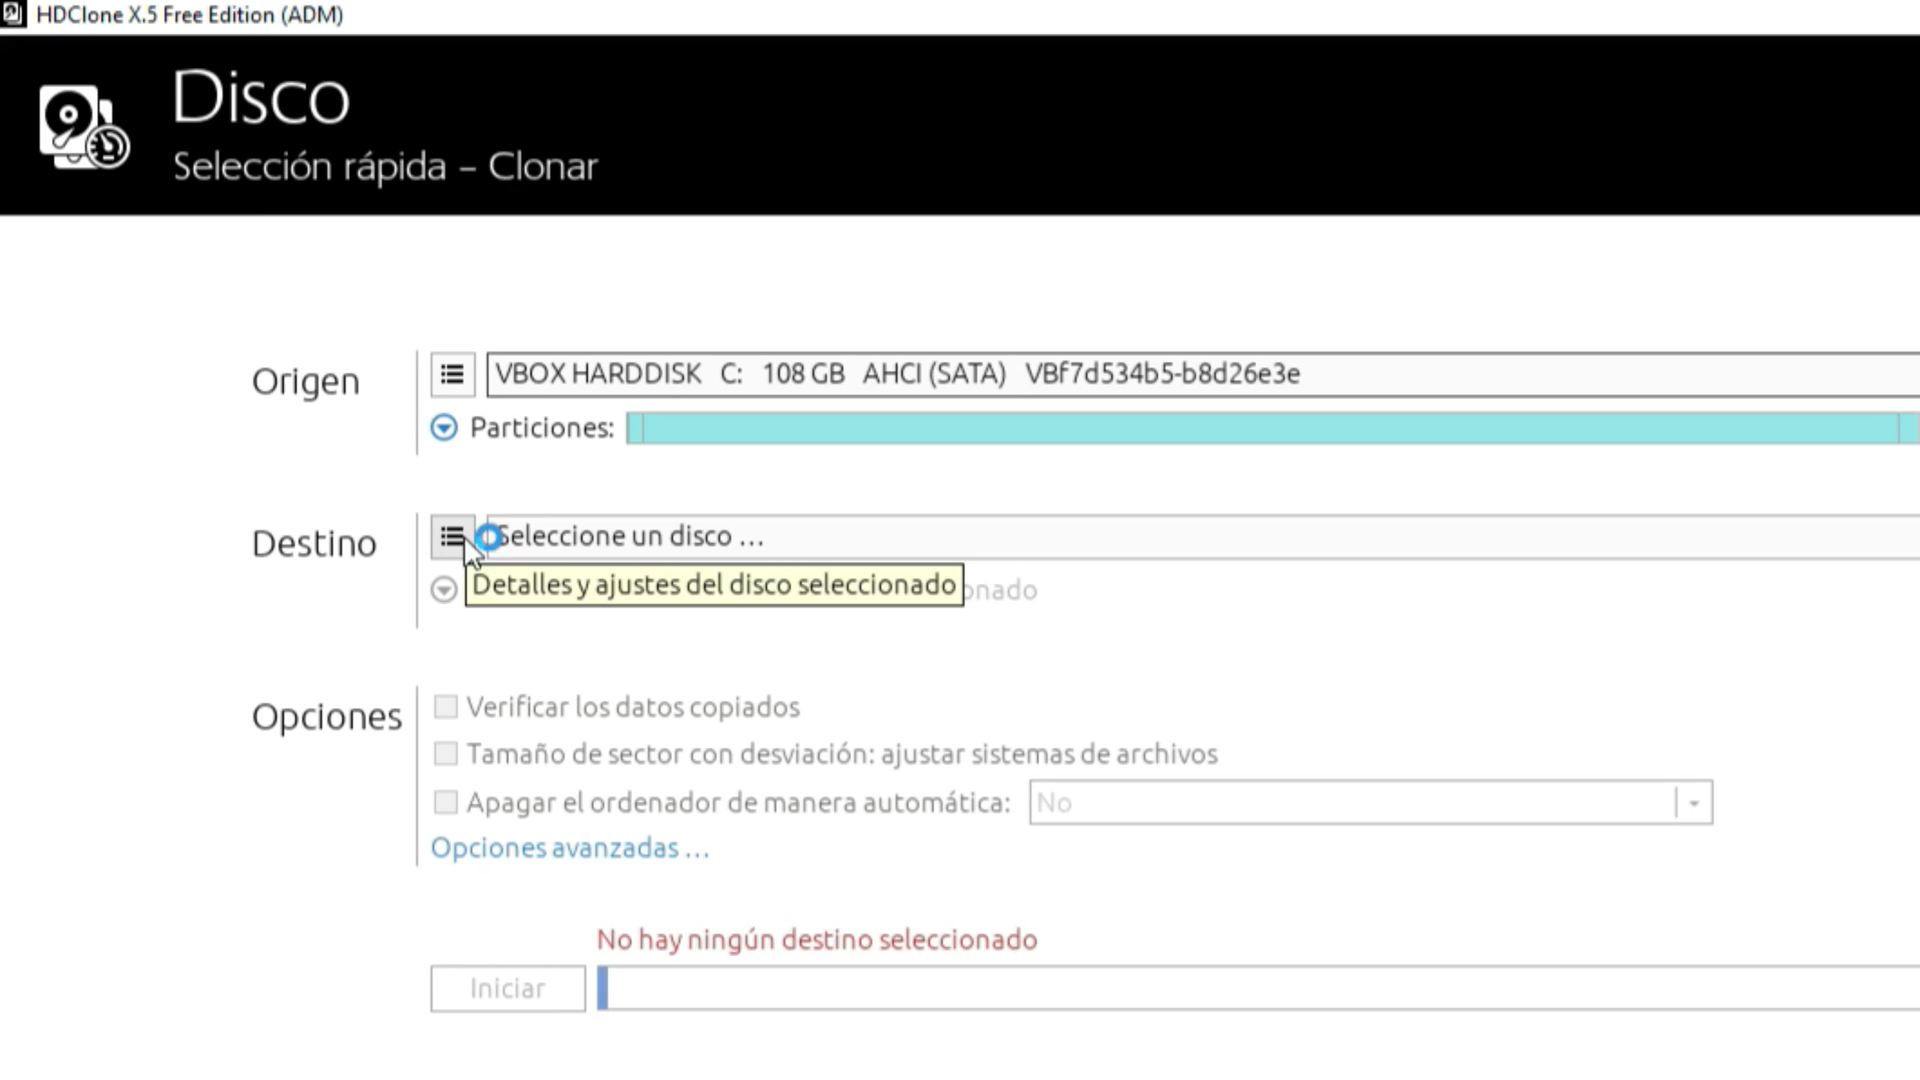 HDClone X.5 Free Edition (ADM)
Disco
Selección rápida – Clonar
Origen
VBOX HARDDISK C: 108 GB AHCI (SATA) VBf7d534b5-b8d26e3e
Particiones:
Destino
Seleccione un disco ...
Detalles y ajustes del disco seleccionado
onado
Opciones
Verificar los datos copiados
Tamaño de sector con desviación: ajustar sistemas de archivos
Apagar el ordenador de manera automática: No
Opciones avanzadas ...
No hay ningún destino seleccionado
Iniciar